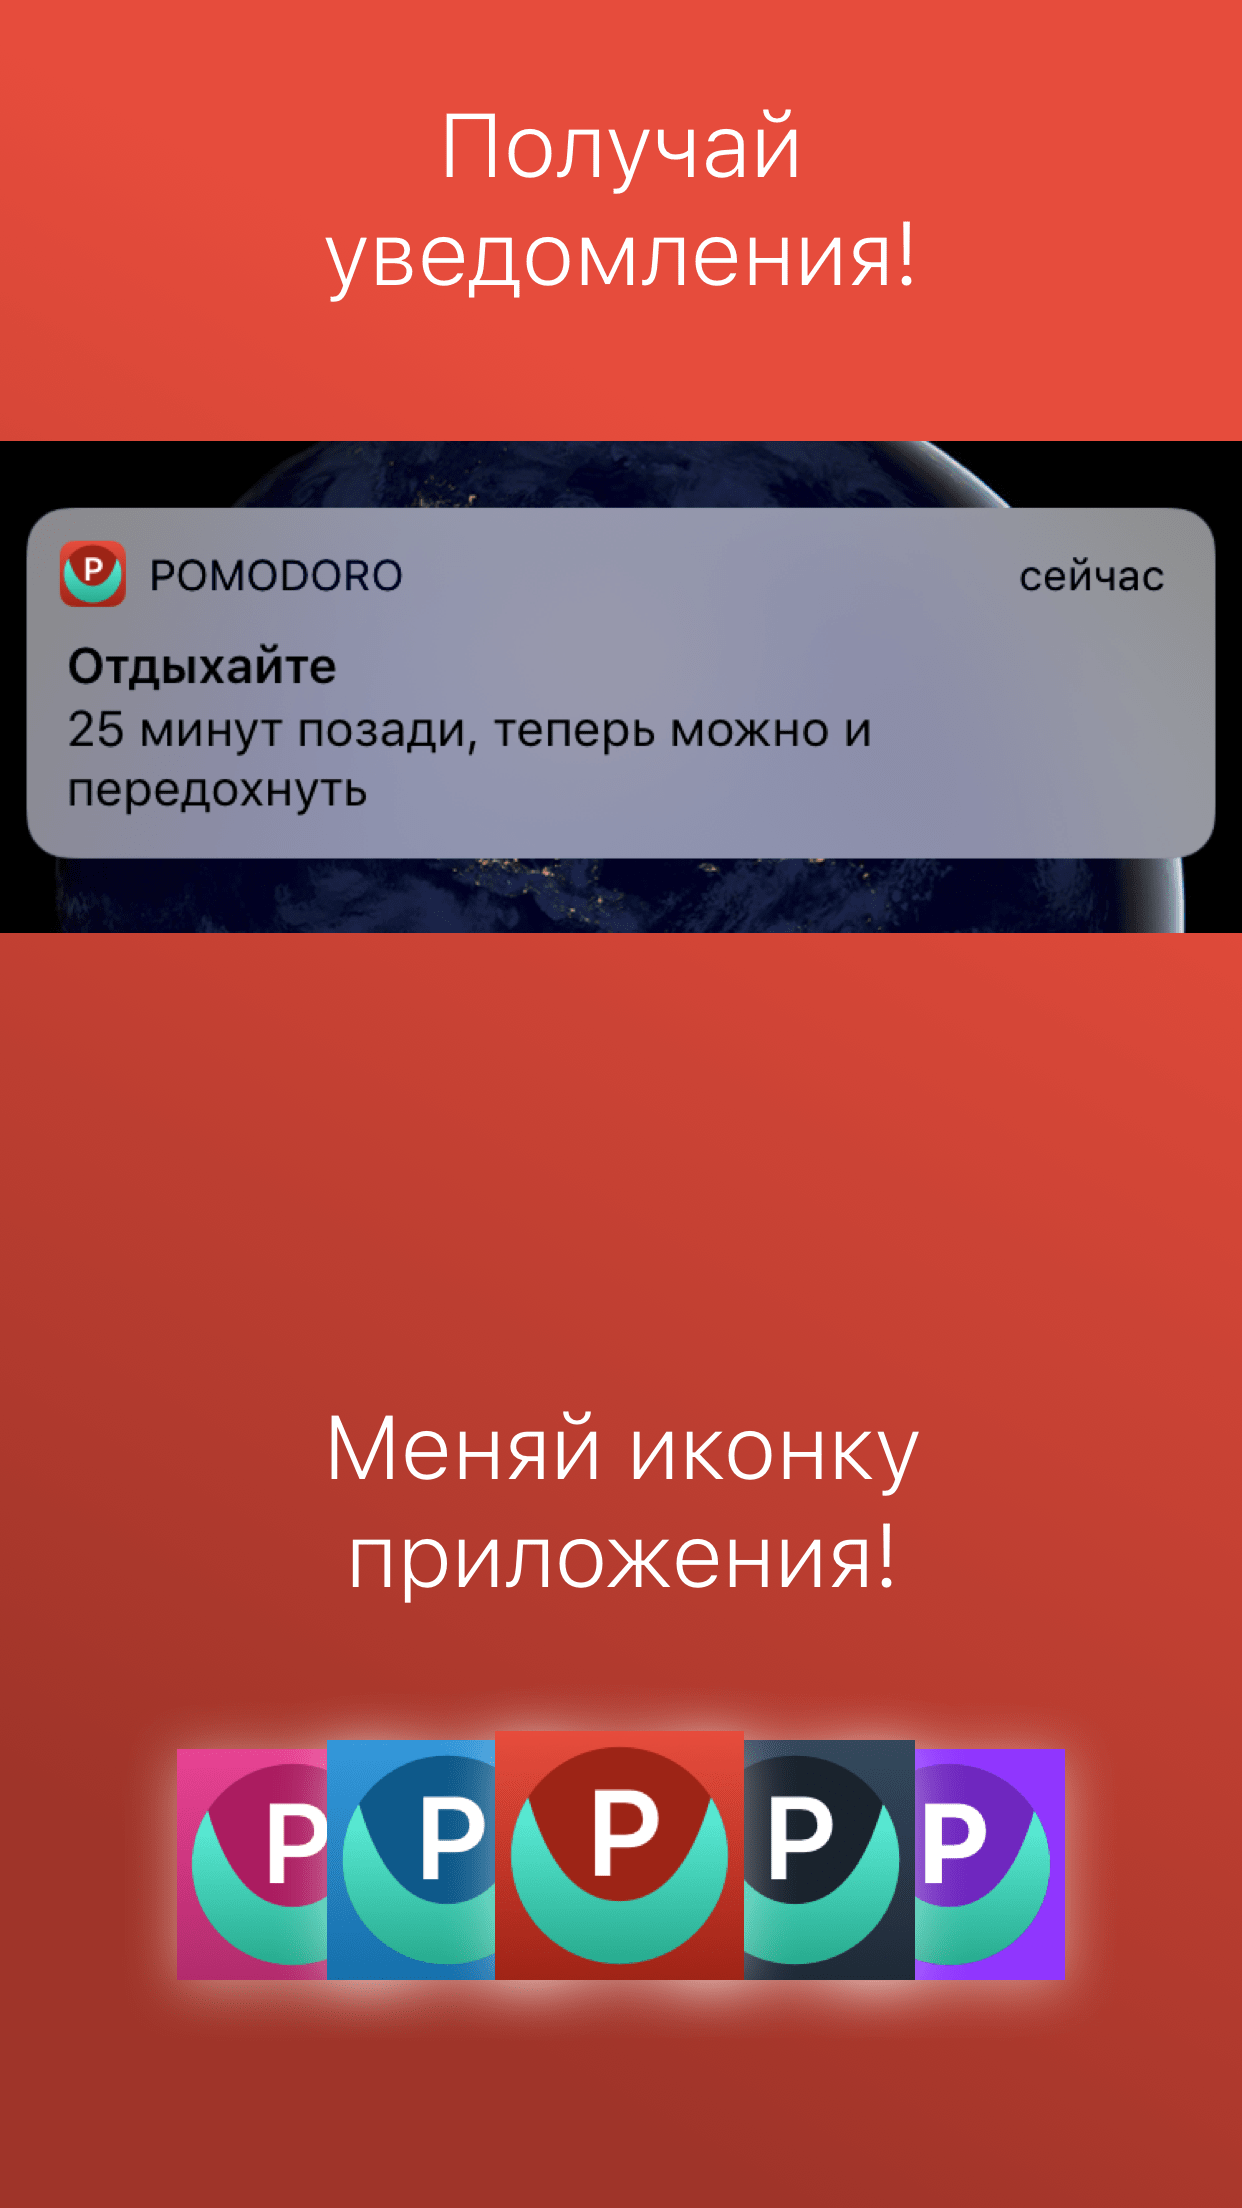 Получай
уведомления!
P POMODORO сейчас
Отдыхайте
25 минут позади, теперь можно и
передохнуть
Меняй иконку
приложения!
P P P P P